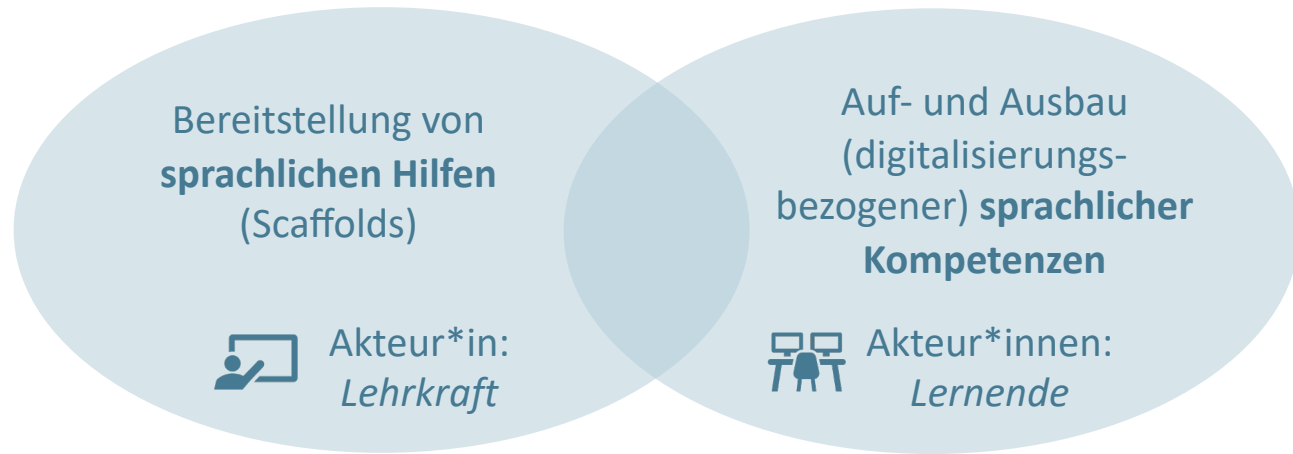 Bereitstellung von
sprachlichen Hilfen
(Scaffolds)
Akteur*in:
Lehrkraft
Auf- und Ausbau
(digitalisierungs-
bezogener) sprachlicher
Kompetenzen
Akteur*innen:
Lernende